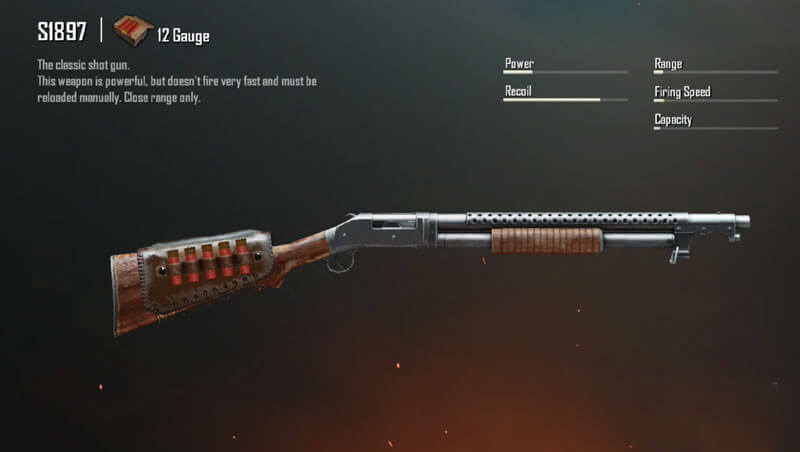 S1897 | 12 Gauge
The classic shot gun.
This weapon is powerful, but doesn't fire very fast and must be
reloaded manually. Close range only.
Power
Recoil
Range
Firing Speed
Capacity